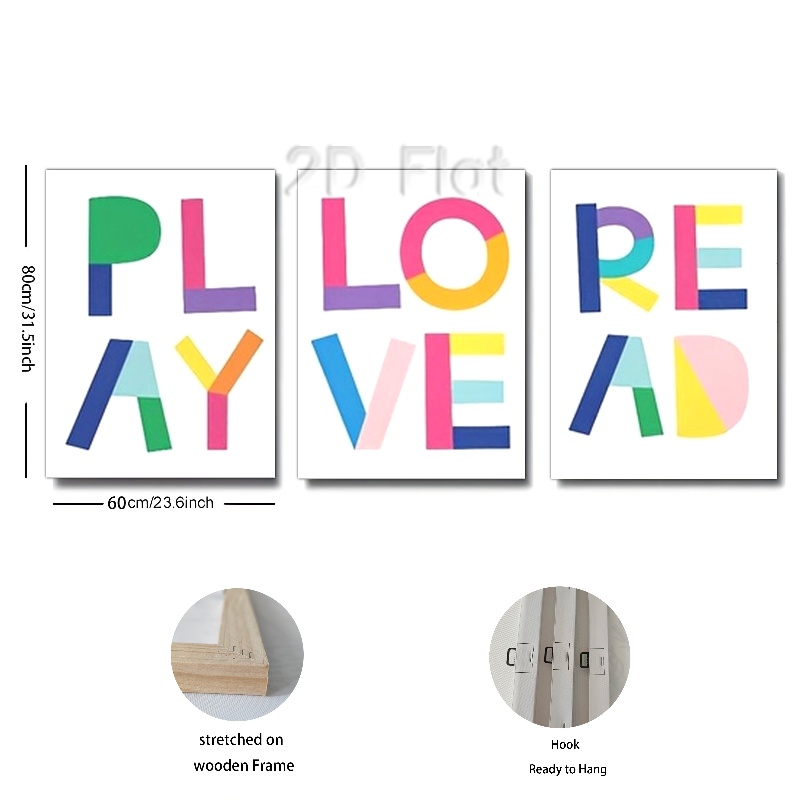 2D Flat
PL
AY
LO
VE
RE
AD
80cm/31.5inch
60cm/23.6inch
stretched on
wooden Frame
Hook
Ready to Hang